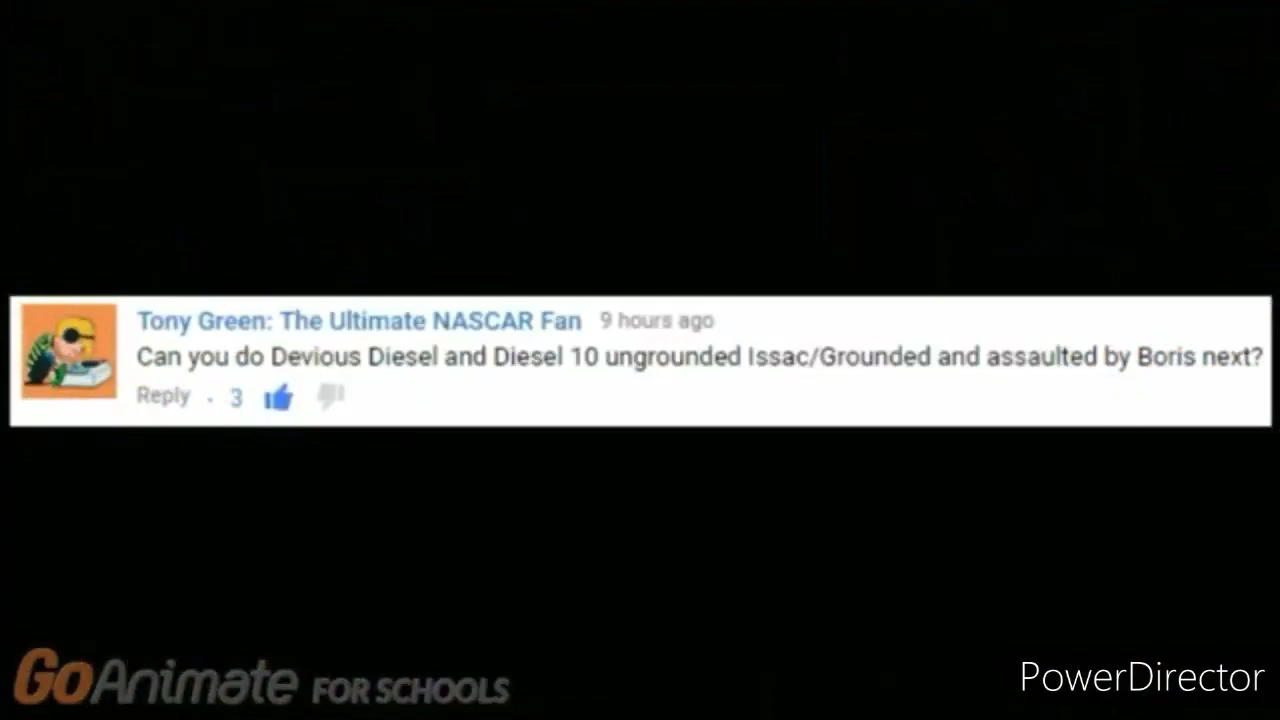 Tony Green: The Ultimate NASCAR Fan 9 hours ago
Can you do Devious Diesel and Diesel 10 ungrounded Issac/Grounded and assaulted by Boris next?
Reply . 3
GoAnimate FOR SCHOOLS
PowerDirector